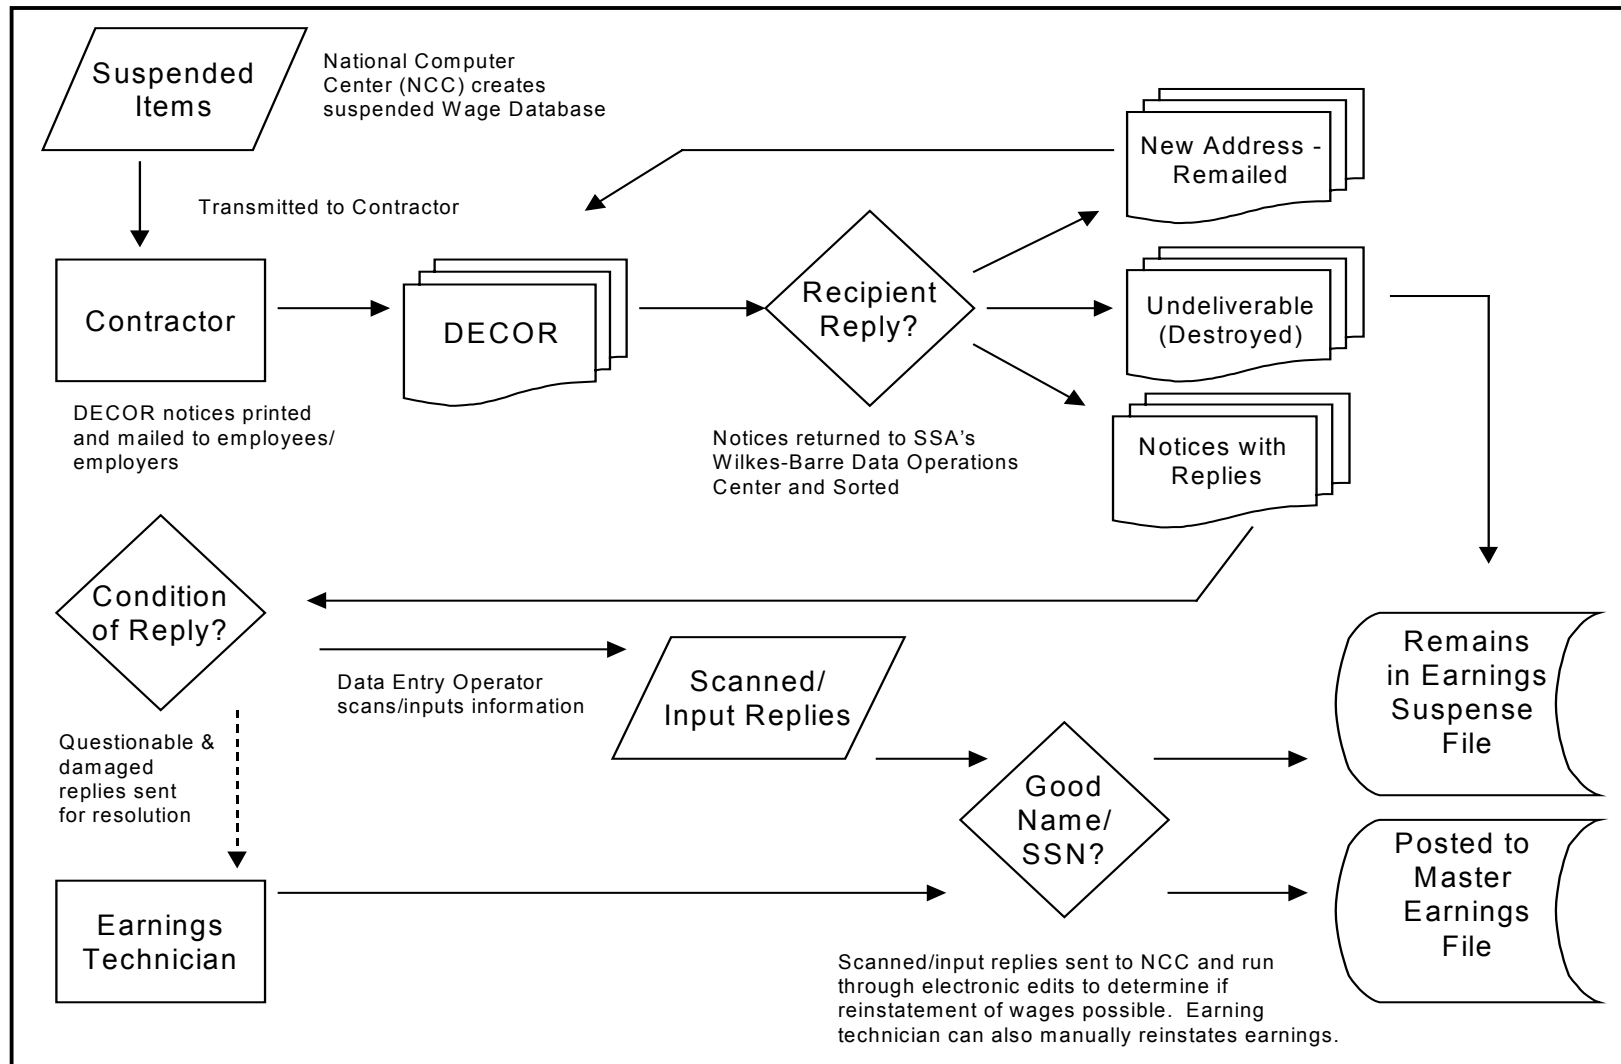 Suspended
Items
National Computer
Center (NCC) creates
suspended Wage Database
New Address -
Remailed
Transmitted to Contractor
Contractor
DECOR
Recipient
Reply?
Undeliverable
(Destroyed)
DECOR notices printed
and mailed to employees/
employers
Notices returned to SSA's
Wilkes-Barre Data Operations
Center and Sorted
Notices with
Replies
Condition
of Reply?
Data Entry Operator
scans/inputs information
Scanned/
Input Replies
Remains
in Earnings
Suspense
File
Questionable &
damaged
replies sent
for resolution
Good
Name/
SSN?
Posted to
Master
Earnings
File
Earnings
Technician
Scanned/input replies sent to NCC and run
through electronic edits to determine if
reinstatement of wages possible.  Earning
technician can also manually reinstates earnings.